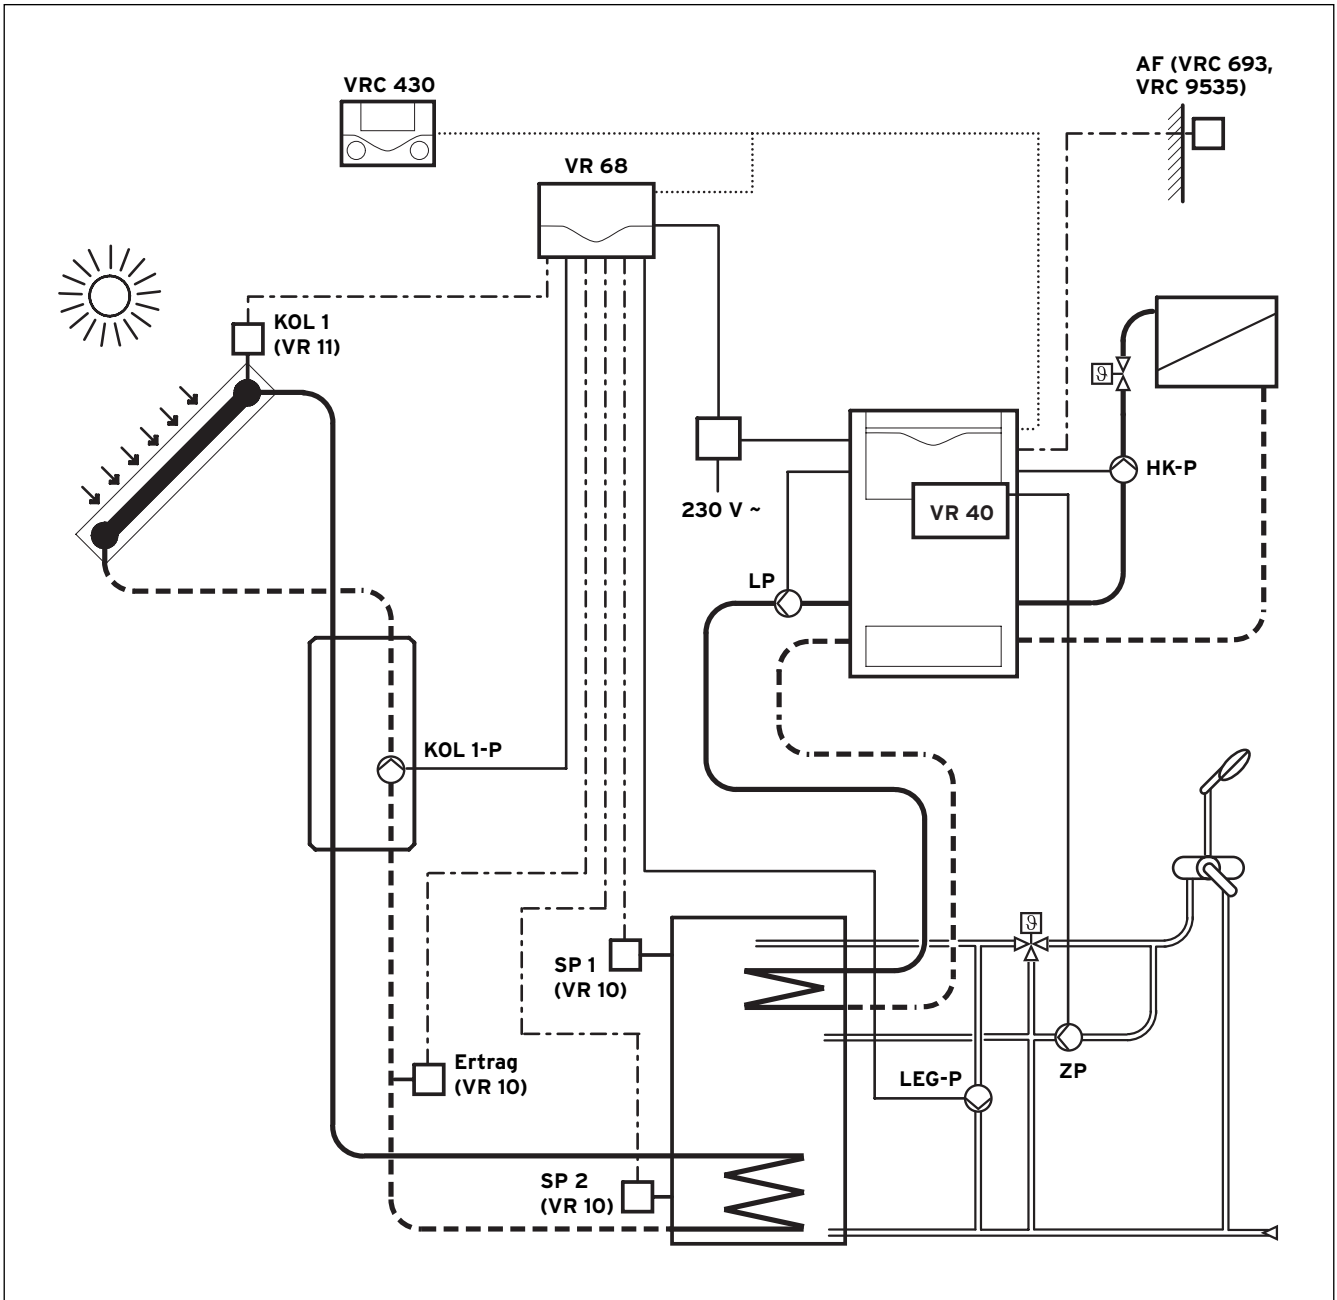 AF (VRC 693,
VRC 9535)
VRC 430
VR 68
KOL 1
(VR 11)
ϑ
HK-P
230 V ~
VR 40
LP
KOL 1-P
ϑ
SP 1
(VR 10)
Ertrag
(VR 10)
LEG-P
ZP
SP 2
(VR 10)